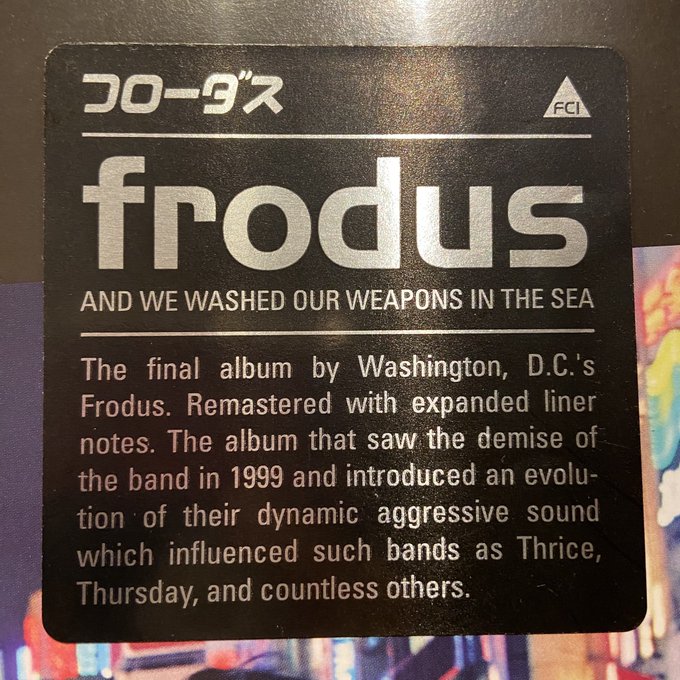 フローダス
FCI
frodus
AND WE WASHED OUR WEAPONS IN THE SEA
The final album by Washington, D.C.'s
Frodus. Remastered with expanded liner
notes. The album that saw the demise of
the band in 1999 and introduced an evolu-
tion of their dynamic aggressive sound
which influenced such bands as Thrice,
Thursday, and countless others.